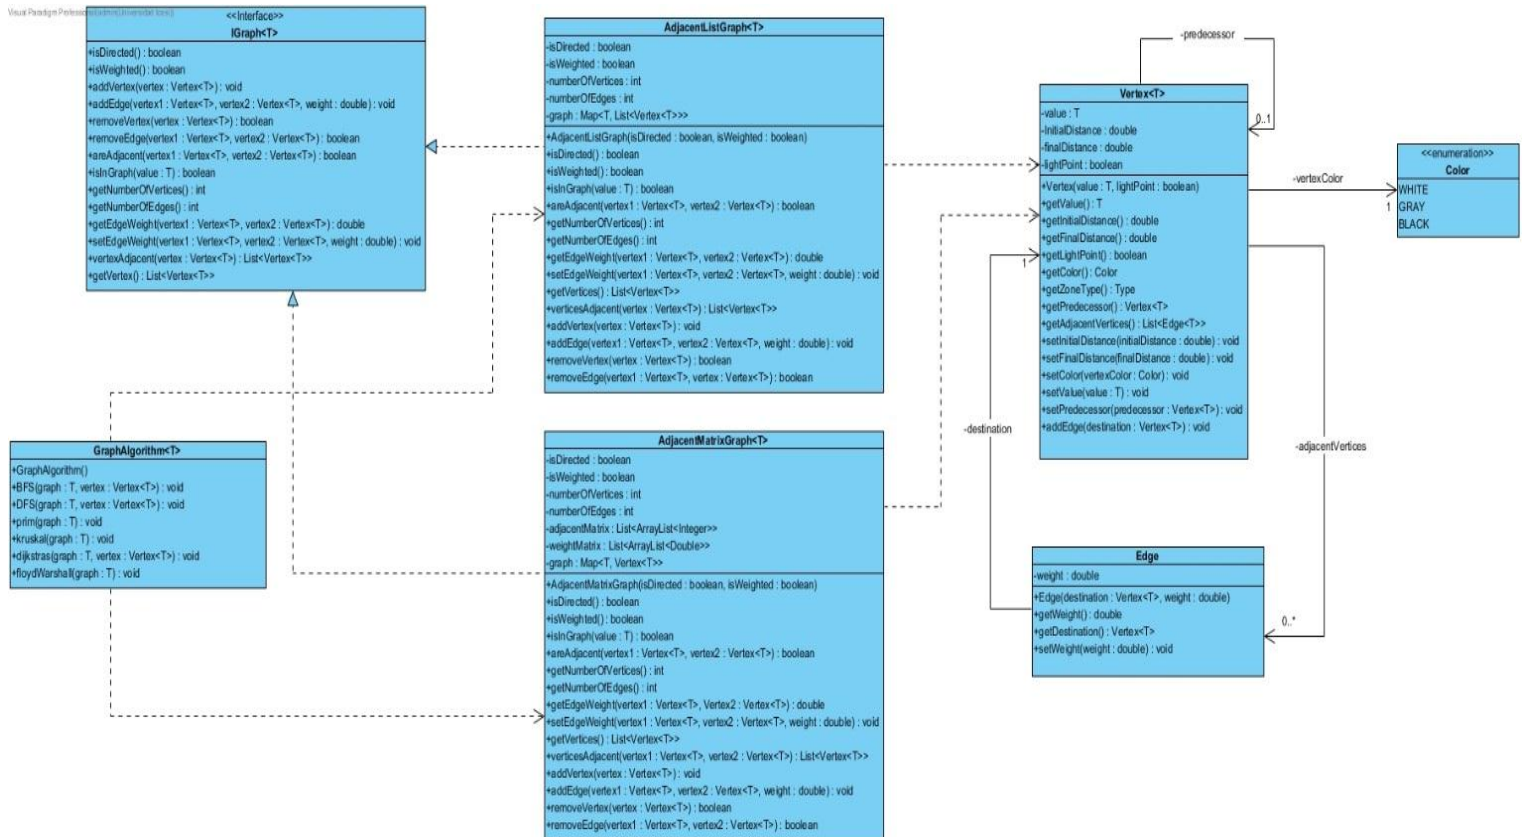 Visual Paradigm Professional
<<Interface>>
IGraph<T>
+isDirected() : boolean
+isWeighted() : boolean
+addVertex(vertex : Vertex<T>) : void
+addEdge(vertex1 : Vertex<T>, vertex2 : Vertex<T>, weight : double) : void
+removeVertex(vertex : Vertex<T>) : boolean
+removeEdge(vertex1 : Vertex<T>, vertex2 : Vertex<T>) : boolean
+areAdjacent(vertex1 : Vertex<T>, vertex2 : Vertex<T>) : boolean
+isInGraph(value : T) : boolean
+getNumberOfVertices() : int
+getNumberOfEdges() : int
+getEdgeWeight(vertex1 : Vertex<T>, vertex2 : Vertex<T>) : double
+setEdgeWeight(vertex1 : Vertex<T>, vertex2 : Vertex<T>, weight : double) : void
+vertexAdjacent(vertex : Vertex<T>) : List<Vertex<T>>
+getVertex() : List<Vertex<T>>
AdjacentListGraph<T>
-isDirected : boolean
-isWeighted : boolean
-numberOfVertices : int
-numberOfEdges : int
-graph : Map<T, List<Vertex<T>>>
+AdjacentListGraph(isDirected : boolean, isWeighted : boolean)
+isDirected() : boolean
+isWeighted() : boolean
+isInGraph(value : T) : boolean
+areAdjacent(vertex1 : Vertex<T>, vertex2 : Vertex<T>) : boolean
+getNumberOfVertices() : int
+getNumberOfEdges() : int
+getEdgeWeight(vertex1 : Vertex<T>, vertex2 : Vertex<T>) : double
+setEdgeWeight(vertex1 : Vertex<T>, vertex2 : Vertex<T>, weight : double) : void
+getVertices() : List<Vertex<T>>
+verticesAdjacent(vertex : Vertex<T>) : List<Vertex<T>>
+addVertex(vertex : Vertex<T>) : void
+addEdge(vertex1 : Vertex<T>, vertex2 : Vertex<T>, weight : double) : void
+removeVertex(vertex : Vertex<T>) : boolean
+removeEdge(vertex1 : Vertex<T>, vertex : Vertex<T>) : boolean
-predecessor
0..1
Vertex<T>
-value : T
-InitialDistance : double
-finalDistance : double
-lightPoint : boolean
+Vertex(value : T, lightPoint : boolean)
+getValue() : T
+getInitialDistance() : double
+getFinalDistance() : double
+getLightPoint() : boolean
+getColor() : Color
+getZoneType() : Type
+getPredecessor() : Vertex<T>
+getAdjacentVertices() : List<Edge<T>>
+setInitialDistance(initialDistance : double) : void
+setFinalDistance(finalDistance : double) : void
+setColor(vertexColor : Color) : void
+setValue(value : T) : void
+setPredecessor(predecessor : Vertex<T>) : void
+addEdge(destination : Vertex<T>) : void
-vertexColor
1
<<enumeration>>
Color
WHITE
GRAY
BLACK
1
-destination
-adjacentVertices
0..*
GraphAlgorithm<T>
+GraphAlgorithm()
+BFS(graph : T, vertex : Vertex<T>) : void
+DFS(graph : T, vertex : Vertex<T>) : void
+prim(graph : T) : void
+kruskal(graph : T) : void
+dijkstras(graph : T, vertex : Vertex<T>) : void
+floydWarshall(graph : T) : void
AdjacentMatrixGraph<T>
-isDirected : boolean
-isWeighted : boolean
-numberOfVertices : int
-numberOfEdges : int
-adjacentMatrix : List<ArrayList<Integer>>
-weightMatrix : List<ArrayList<Double>>
-graph : Map<T, Vertex<T>>
+AdjacentMatrixGraph(isDirected : boolean, isWeighted : boolean)
+isDirected() : boolean
+isWeighted() : boolean
+isInGraph(value : T) : boolean
+areAdjacent(vertex1 : Vertex<T>, vertex2 : Vertex<T>) : boolean
+getNumberOfVertices() : int
+getNumberOfEdges() : int
+getEdgeWeight(vertex1 : Vertex<T>, Vertex2 : Vertex<T>) : double
+setEdgeWeight(vertex1 : Vertex<T>, vertex2 : Vertex<T>, weight : double) : void
+getVertices() : List<Vertex<T>>
+verticesAdjacent(vertex1 : Vertex<T>, vertex2 : Vertex<T>) : List<Vertex<T>>
+addVertex(vertex : Vertex<T>) : void
+addEdge(vertex1 : Vertex<T>, vertex2 : Vertex<T>, weight : double) : void
+removeVertex(vertex : Vertex<T>) : boolean
+removeEdge(vertex1 : Vertex<T>, vertex2 : Vertex<T>) : boolean
Edge
-weight : double
+Edge(destination : Vertex<T>, weight : double)
+getWeight() : double
+getDestination() : Vertex<T>
+setWeight(weight : double) : void